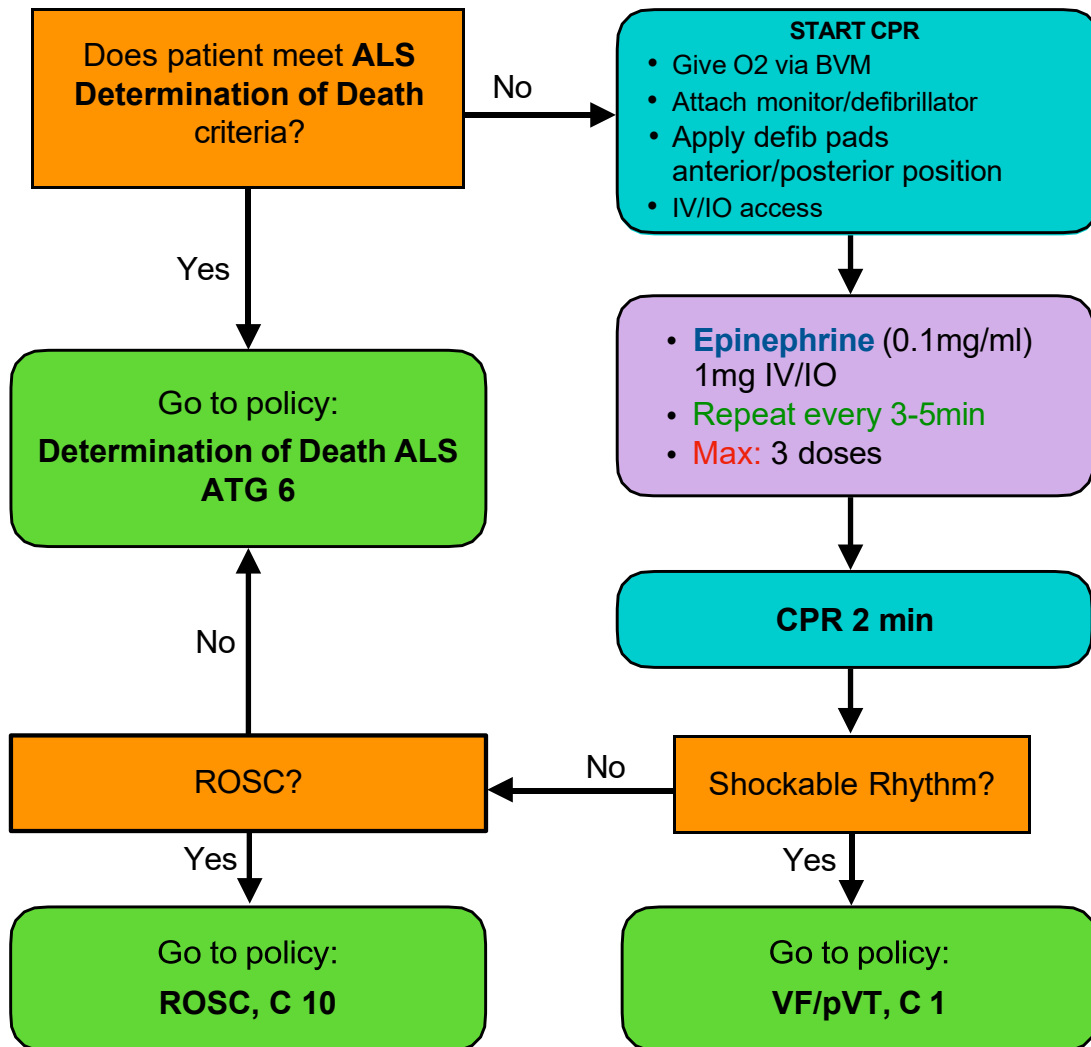 Does patient meet ALS
Determination of Death
criteria?
No
START CPR
• Give O2 via BVM
• Attach monitor/defibrillator
• Apply defib pads
anterior/posterior position
• IV/IO access
Yes
• Epinephrine (0.1mg/ml)
1mg IV/IO
• Repeat every 3-5min
• Max: 3 doses
Go to policy:
Determination of Death ALS
ATG 6
CPR 2 min
No
ROSC?
No
Shockable Rhythm?
Yes
Yes
Go to policy:
ROSC, C 10
Go to policy:
VF/pVT, C 1